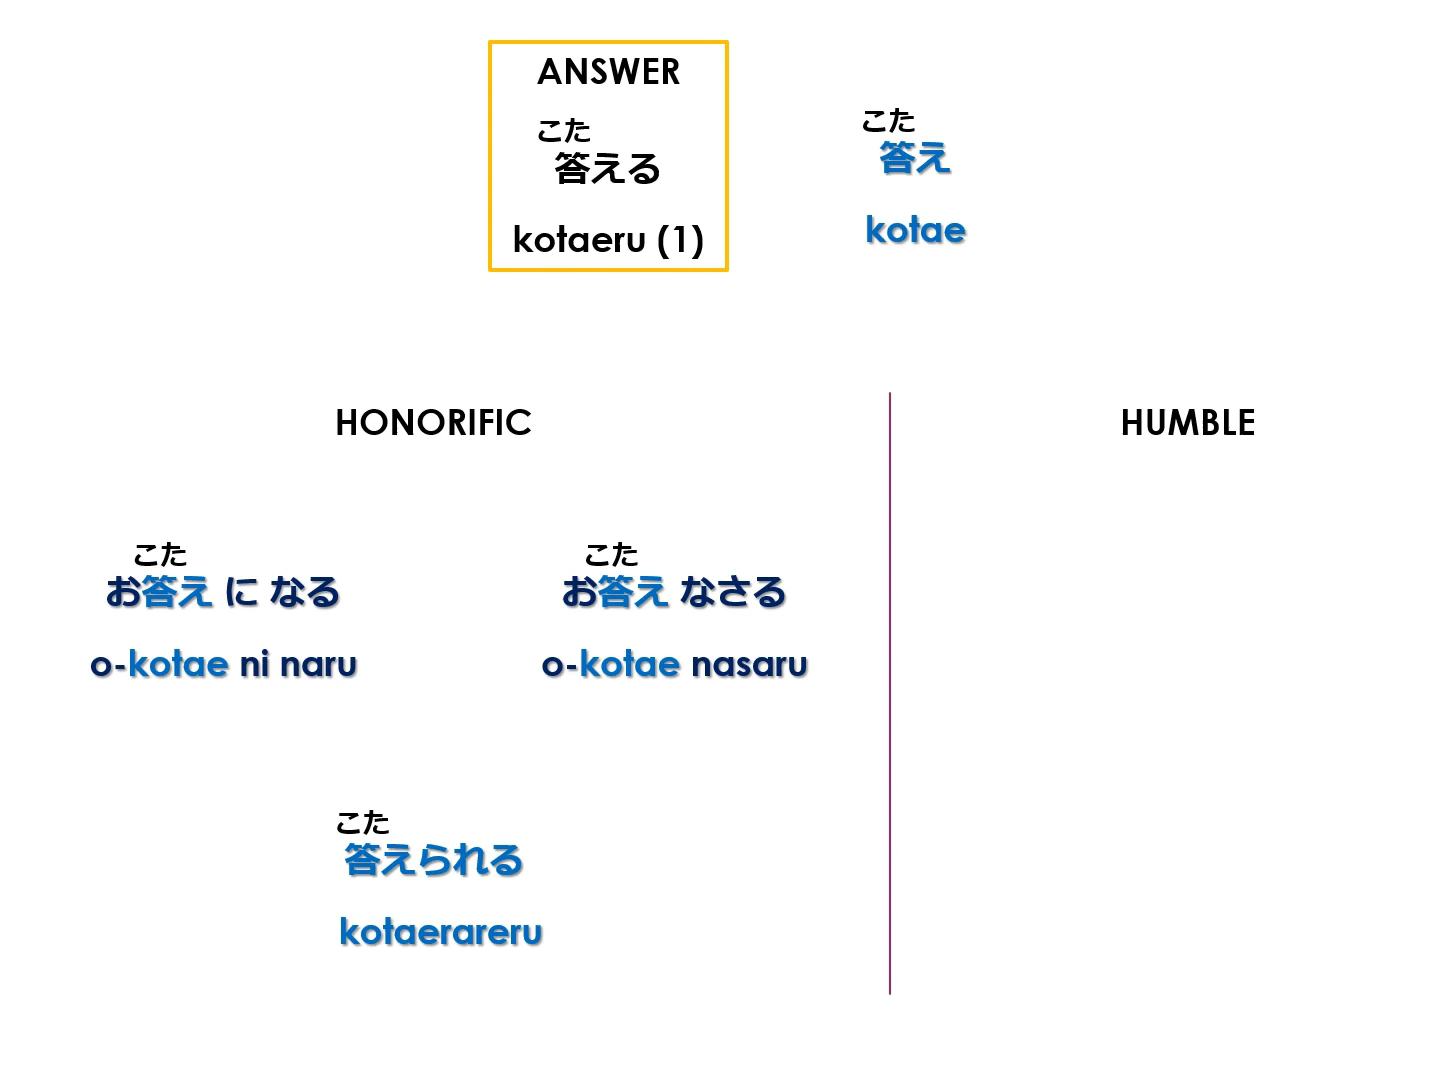 ANSWER
こた
答える
kotaeru (1)
こた
答え
kotae
HONORIFIC
HUMBLE
こた
お答え に なる
o-kotae ni naru
こた
お答え なさる
o-kotae nasaru
こた
答えられる
kotaerareru